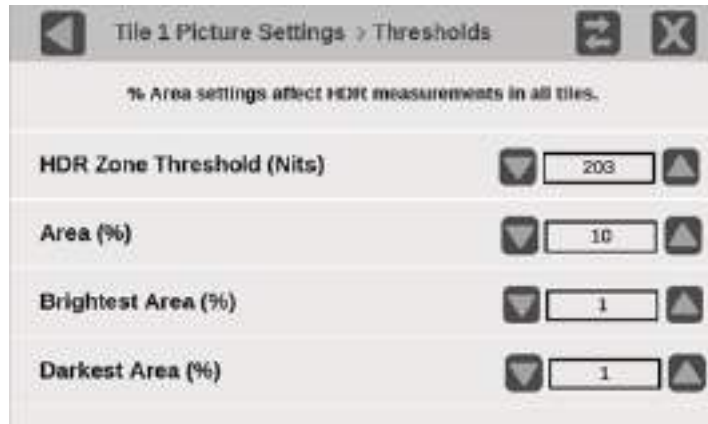 Tile 1 Picture Settings > Thresholds
% Area settings affect HDR measurements in all tiles.
HDR Zone Threshold (Nits)
203
Area (%)
10
Brightest Area (%)
1
Darkest Area (%)
1